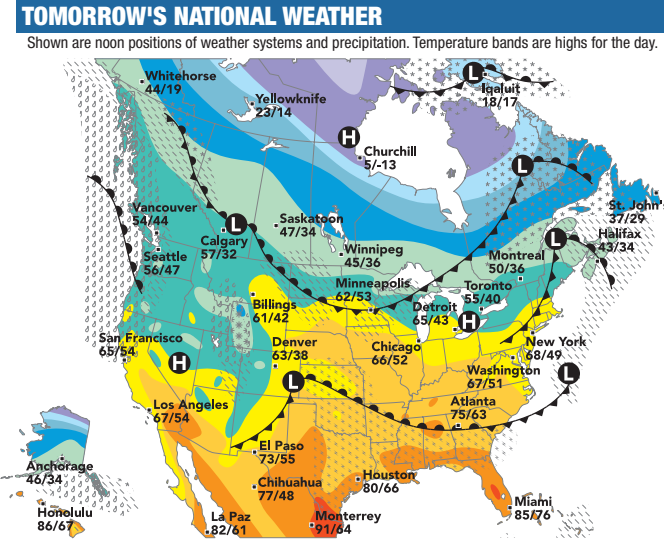 TOMORROW'S NATIONAL WEATHER
Shown are noon positions of weather systems and precipitation. Temperature bands are highs for the day.
L
Whitehorse
44/19
Iqaluit
18/17
Yellowknife
23/14
H
Churchill
5/-13
L
St. John's
37/29
Vancouver
54/44
L
Saskatoon
47/34
Calgary
57/32
L
Halifax
43/34
Seattle
56/47
Winnipeg
45/36
Montreal
50/36
Minneapolis
62/53
Toronto
55/40
Billings
61/42
Detroit
65/43
H
San Francisco
65/54
H
Denver
63/38
Chicago
66/52
New York
68/49
Washington
67/51
L
L
Los Angeles
67/54
Atlanta
75/63
El Paso
73/55
Anchorage
46/34
Chihuahua
77/48
Houston
80/66
Honolulu
86/67
La Paz
82/61
Monterrey
91/64
Miami
85/76